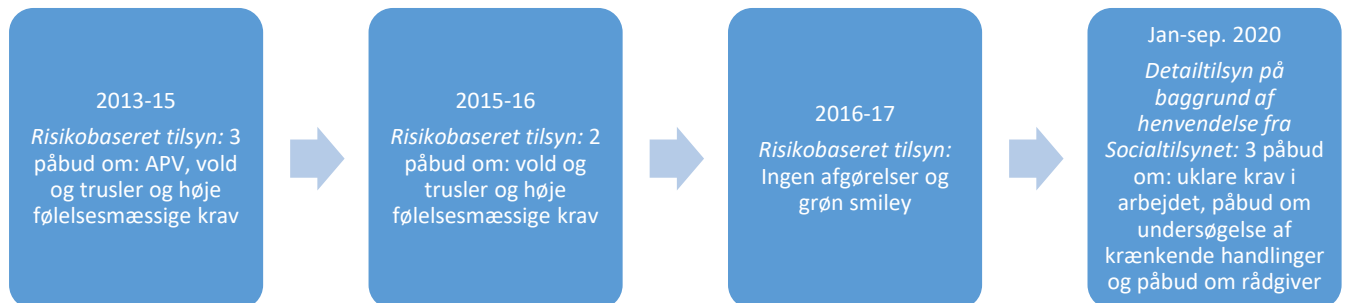 2013-15
Risikobaseret tilsyn: 3
påbud om: APV, vold
og trusler og høje
følelsesmæssige krav
2015-16
Risikobaseret tilsyn: 2
påbud om: vold og
trusler og høje
følelsesmæssige krav
2016-17
Risikobaseret tilsyn:
Ingen afgørelser og
grøn smiley
Jan-sep. 2020
Detailtilsyn på
baggrund af
henvendelse fra
Socialtilsynet: 3 påbud
om: uklare krav i
arbejdet, påbud om
undersøgelse af
krænkende handlinger
og påbud om rådgiver